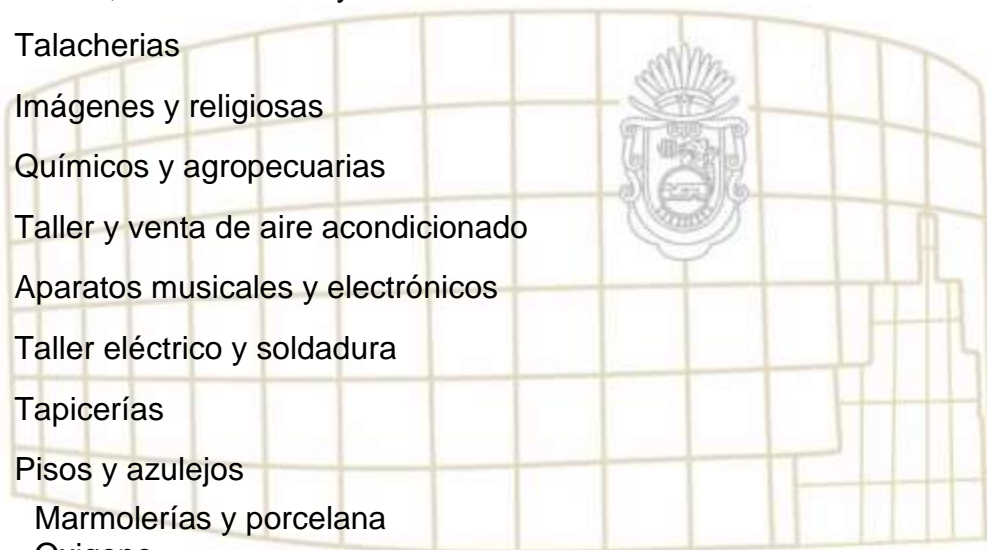 Talacherias
Imágenes y religiosas
Químicos y agropecuarias
Taller y venta de aire acondicionado
Aparatos musicales y electrónicos
Taller eléctrico y soldadura
Tapicerías
Pisos y azulejos
Marmolerías y porcelana